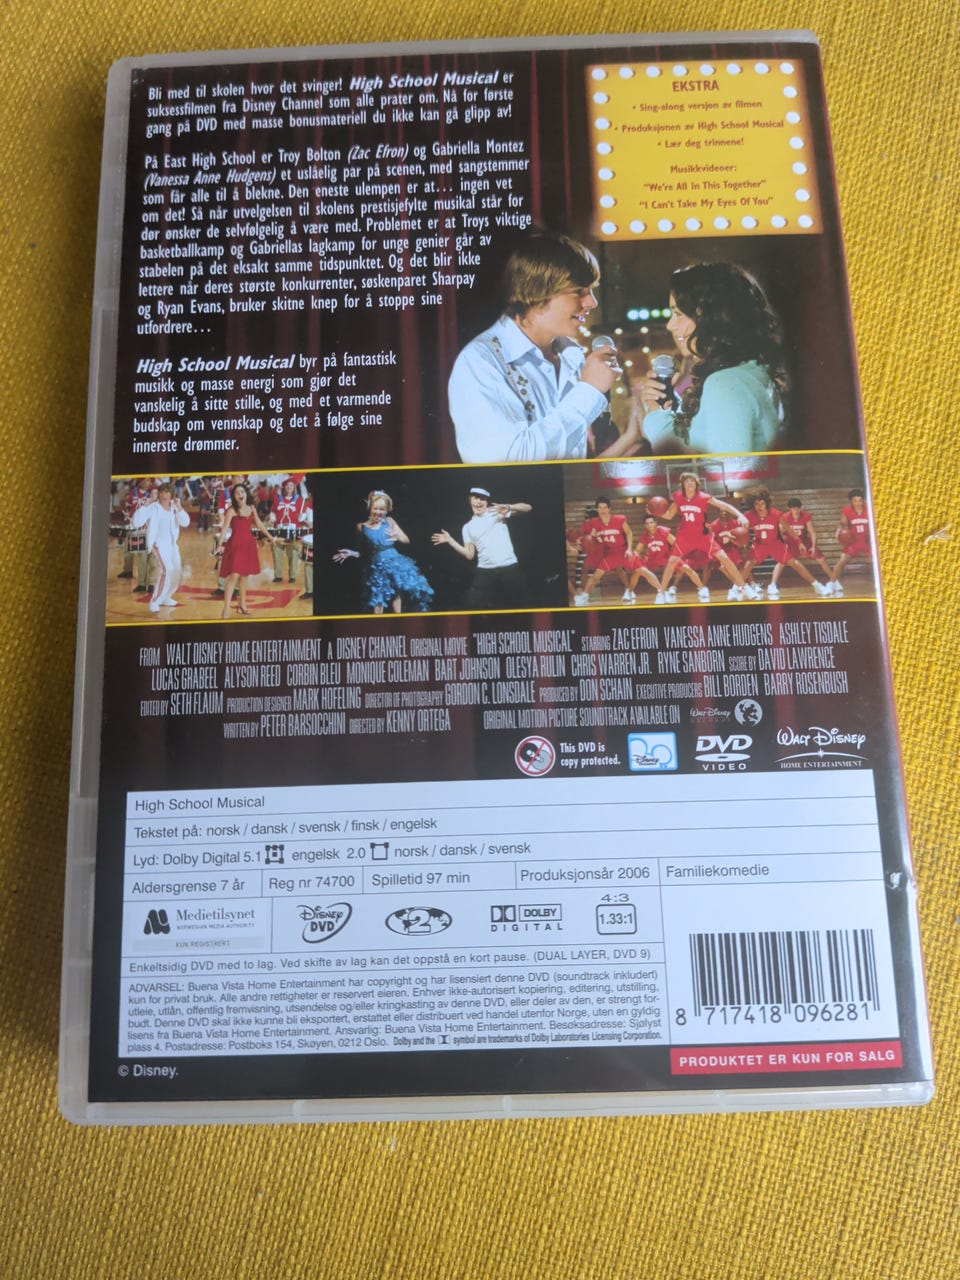 Bli med til skolen hvor det svinger! High School Musical er
suksessfilmen fra Disney Channel som alle prater om. Nå for første
gang på DVD med masse bonusmateriell du ikke kan gå glipp av!
På East High School er Troy Bolton (Zac Efron) og Gabriella Montez
(Vanessa Anne Hudgens) et uslåelig par på scenen, med sangstemmer
som får alle til å blekne. Den eneste ulempen er at... ingen vet
om det! Så når utvelgelsen til skolens prestisjefylte musikal står for
dør ønsker de selvfølgelig å være med. Problemet er at Troys viktige
basketballkamp og Gabriellas lagkamp for unge genier går av
stabelen på det eksakt samme tidspunktet. Og det blir ikke
lettere når deres største konkurrenter, søskenparet Sharpay
og Ryan Evans, bruker skitne knep for å stoppe sine
utfordrere...
High School Musical byr på fantastisk
musikk og masse energi som gjør det
vanskelig å sitte stille, og med et varmende
budskap om vennskap og det å følge sine
innerste drømmer.
EKSTRA
• Sing-along versjon av filmen
• Produksjonen av High School Musical
• Lær deg trinnene!
Musikkvideoer:
"We're All In This Together"
"I Can't Take My Eyes Of You"
14
8
15
FROM WALT DISNEY HOME ENTERTAINMENT A DISNEY CHANNEL ORIGINAL MOVIE "HIGH SCHOOL MUSICAL" STARRING ZAC EFRON VANESSA ANNE HUDGENS ASHLEY TISDALE
LUCAS GRABEEL ALYSON REED CORBIN BLEU MONIQUE COLEMAN BART JOHNSON OLESYA RULIN CHRIS WARREN JR. RYNE SANBORN SCORE BY DAVID LAWRENCE
EDITED BY SETH FLAUM PRODUCTION DESIGNER MARK HOFELING DIRECTOR OF PHOTOGRAPHY GORDON C. LONSDALE PRODUCED BY DON SCHAIN EXECUTIVE PRODUCERS BILL BORDEN BARRY ROSENBUSH
WRITTEN BY PETER BARSOCCHINI DIRECTED BY KENNY ORTEGA ORIGINAL MOTION PICTURE SOUNDTRACK AVAILABLE ON Walt Disney RECORDS
This DVD is
copy protected.
Disney
DVD
VIDEO
Walt Disney
HOME ENTERTAINMENT
High School Musical
Tekstet på: norsk / dansk / svensk / finsk / engelsk
Lyd: Dolby Digital 5.1 engelsk 2.0 norsk / dansk / svensk
Aldersgrense 7 år
Reg nr 74700
Spilletid 97 min
Produksjonsår 2006
Familiekomedie
Medietilsynet
NORWEGIAN MEDIA AUTHORITY
KUN REGISTRERT
Disney
DVD
2
DOLBY
DIGITAL
4:3
1.33:1
Enkeltsidig DVD med to lag. Ved skifte av lag kan det oppstå en kort pause. (DUAL LAYER, DVD 9)
ADVARSEL: Buena Vista Home Entertainment har copyright og har lisensiert denne DVD (soundtrack inkludert)
kun for privat bruk. Alle andre rettigheter er reservert eieren. Enhver ikke-autorisert kopiering, editering, utstilling,
utleie, utlån, offentlig fremvisning, utsendelse og/eller kringkasting av denne DVD, eller deler av den, er strengt for-
budt. Denne DVD skal ikke kunne bli eksportert, erstattet eller distribuert ved handel utenfor Norge, uten en gyldig
lisens fra Buena Vista Home Entertainment. Ansvarlig: Buena Vista Home Entertainment. Besøksadresse: Sjølyst
plass 4. Postadresse: Postboks 154, Skøyen, 0212 Oslo. Dolby and the symbol are trademarks of Dolby Laboratories Licensing Corporation.
8 717418 096281
PRODUKTET ER KUN FOR SALG
© Disney.